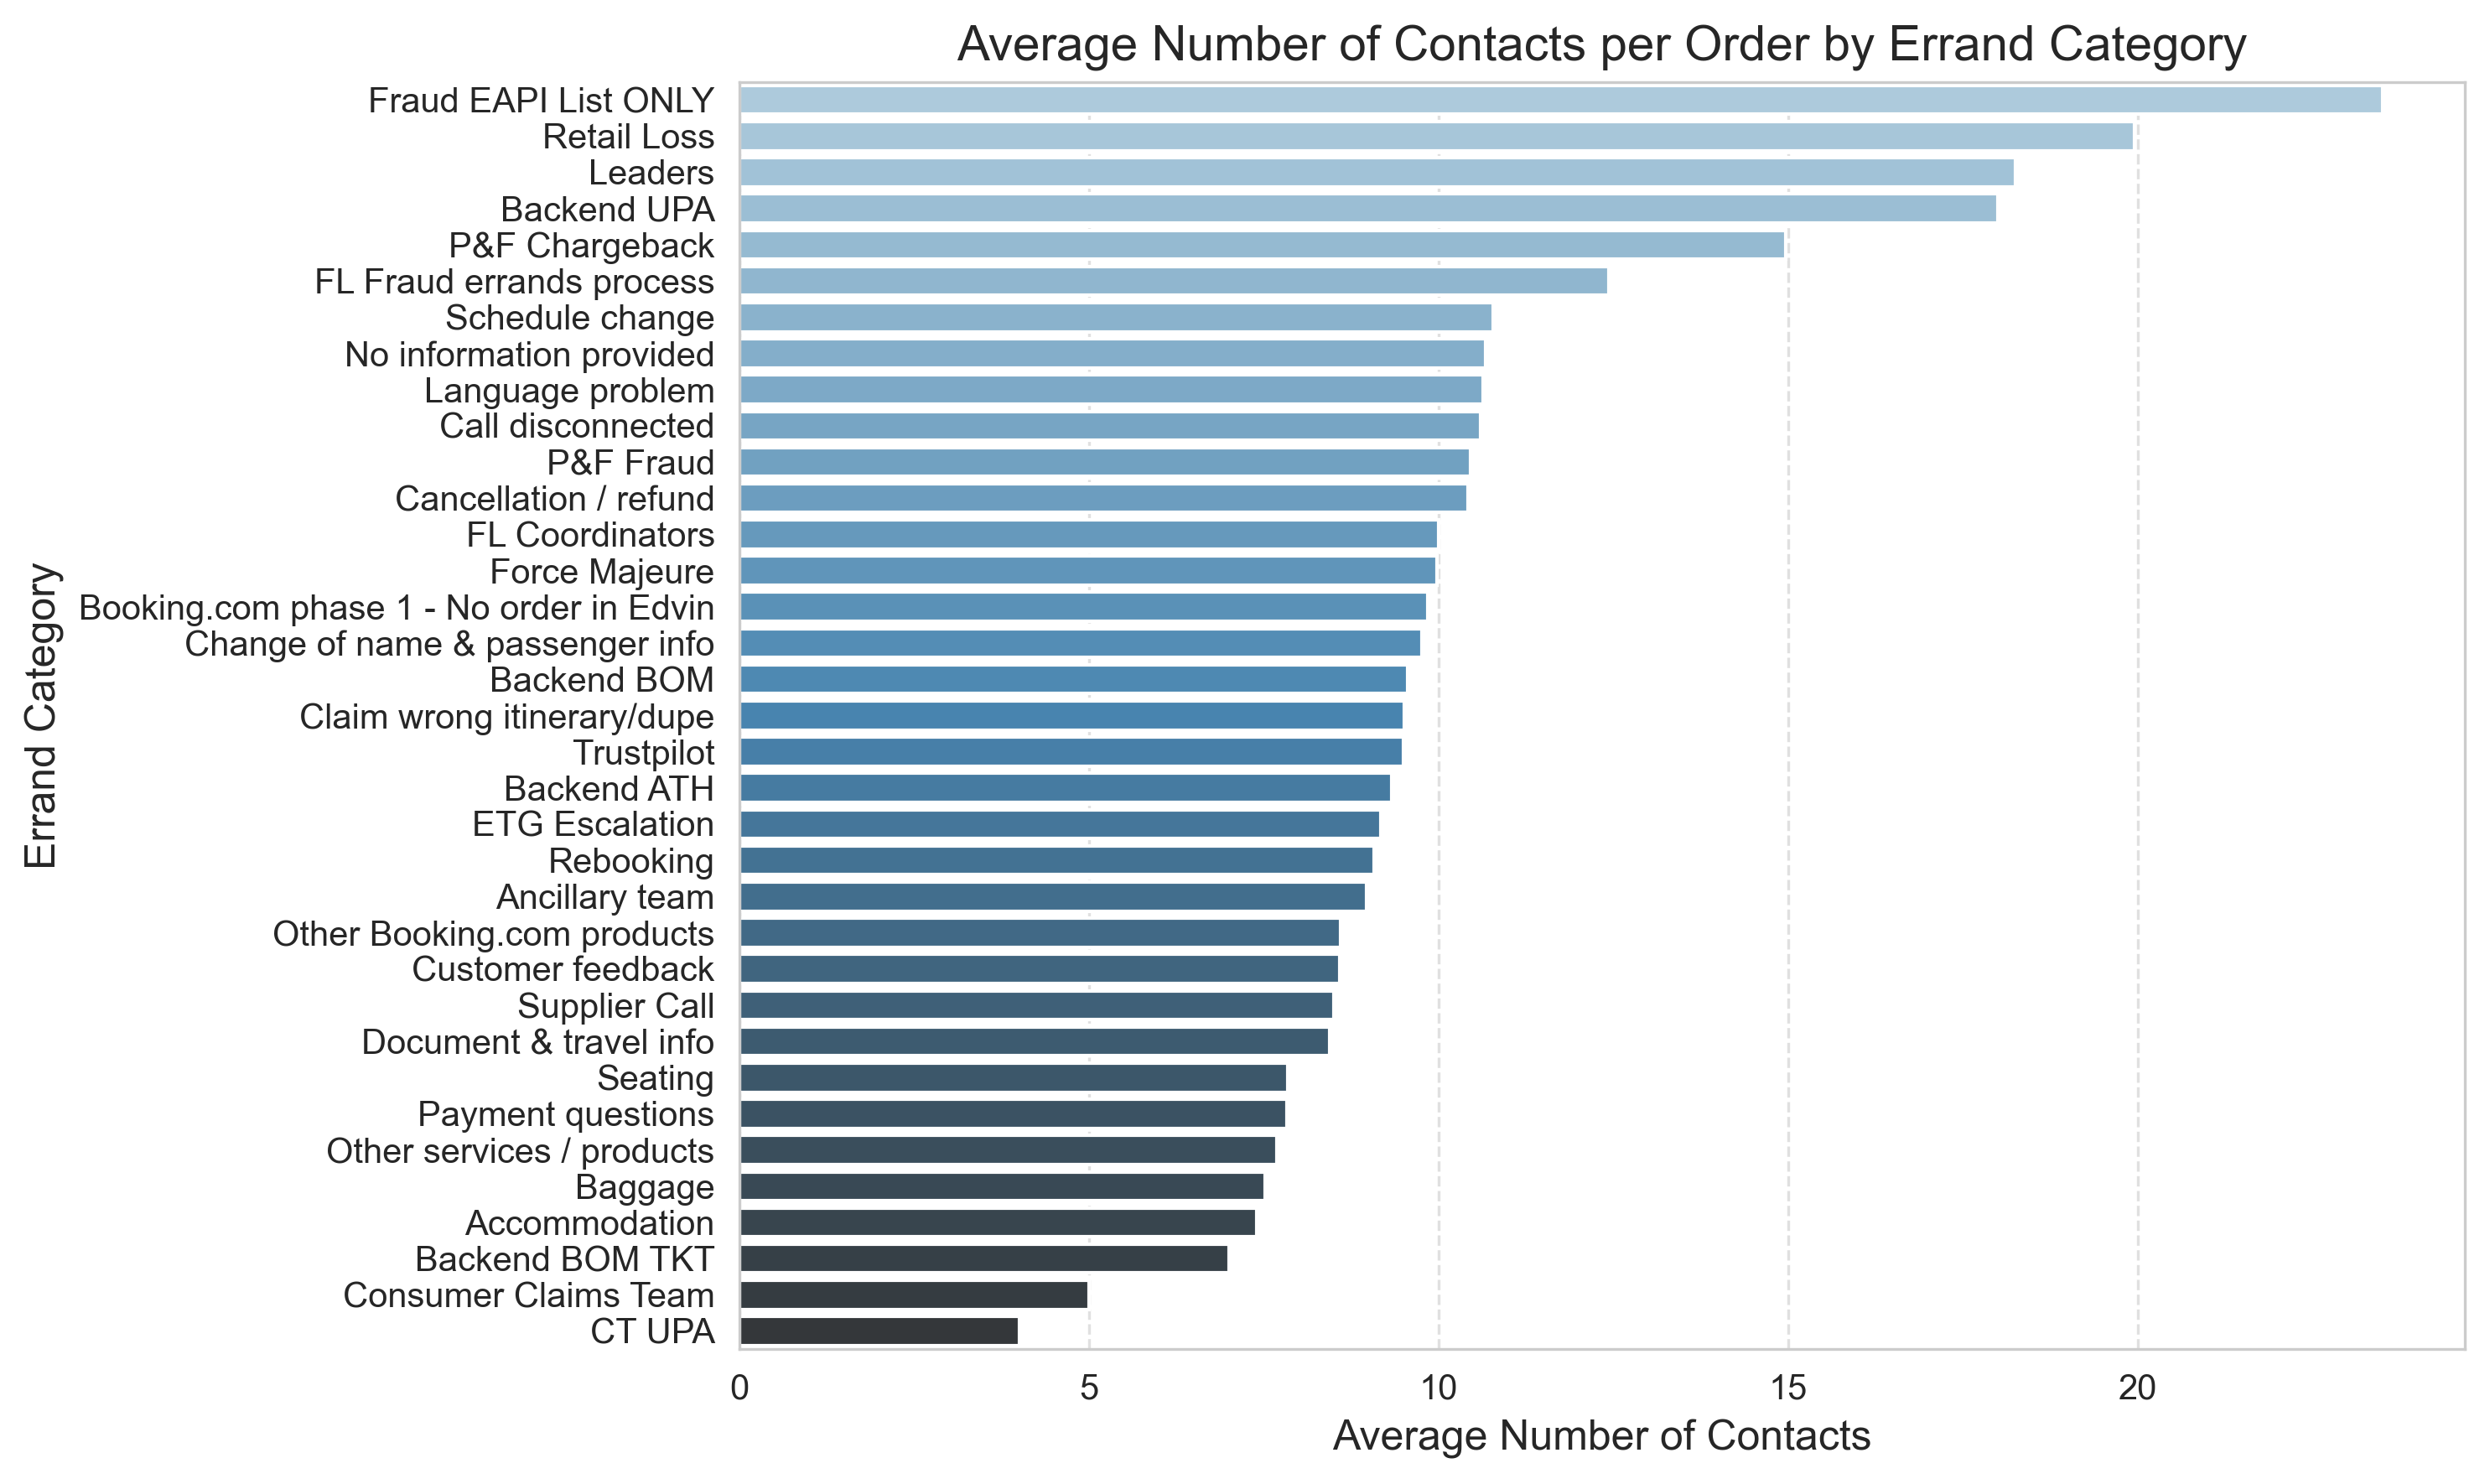 Average Number of Contacts per Order by Errand Category
Errand Category
Fraud EAPI List ONLY
Retail Loss
Leaders
Backend UPA
P&F Chargeback
FL Fraud errands process
Schedule change
No information provided
Language problem
Call disconnected
P&F Fraud
Cancellation / refund
FL Coordinators
Force Majeure
Booking.com phase 1 - No order in Edvin
Change of name & passenger info
Backend BOM
Claim wrong itinerary/dupe
Trustpilot
Backend ATH
ETG Escalation
Rebooking
Ancillary team
Other Booking.com products
Customer feedback
Supplier Call
Document & travel info
Seating
Payment questions
Other services / products
Baggage
Accommodation
Backend BOM TKT
Consumer Claims Team
CT UPA
0 5 10 15 20
Average Number of Contacts